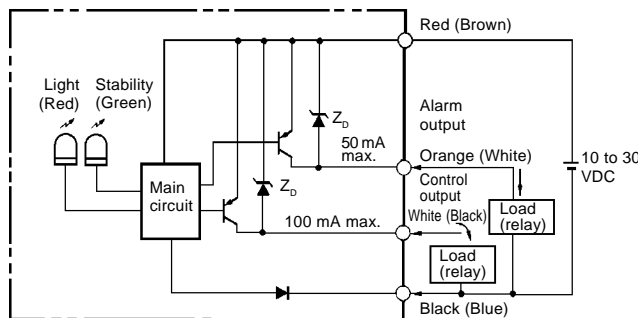 Red (Brown)
Light
(Red)
Stability
(Green)
Z_D
Alarm
output
50 mA
max.
Orange (White)
10 to 30
VDC
Main
circuit
Z_D
Control
output
100 mA max.
White (Black)
Load
(relay)
Load
(relay)
Black (Blue)